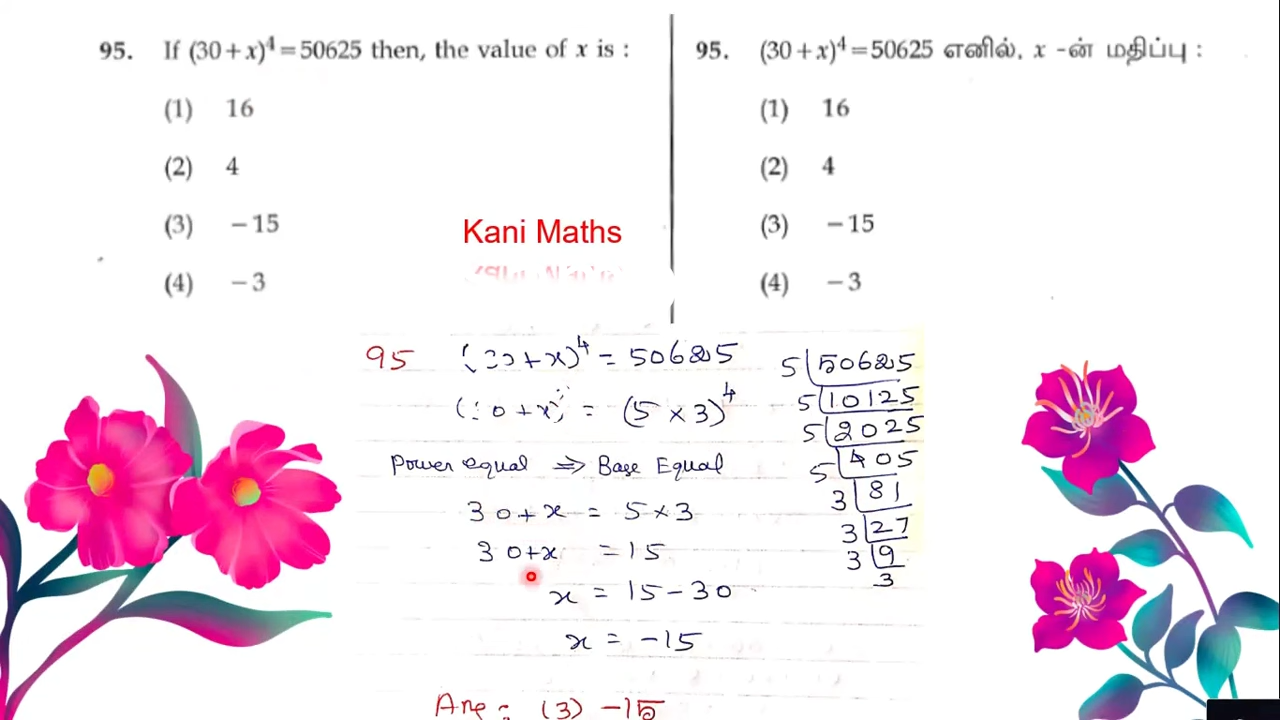 95. If (30+x)⁴=50625 then, the value of x is :
(1) 16
(2) 4
(3) −15
(4) −3
95. (30+x)⁴=50625 எனில், x -ன் மதிப்பு :
(1) 16
(2) 4
(3) −15
(4) −3
Kani Maths
95 (30+x)⁴ = 50625
(30+x)⁴ = (5×3)⁴
Power equal ⇒ Base Equal
30+x = 5×3
30+x = 15
x = 15−30
x = −15
Ans : (3) −15
5 50625
5 10125
5 2025
5 405
3 81
3 27
3 9
3